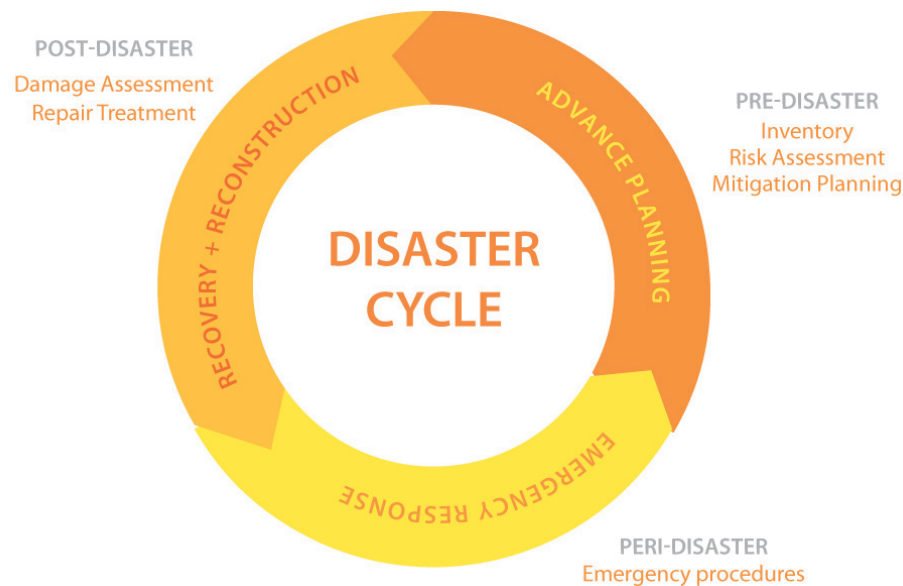 POST-DISASTER
Damage Assessment
Repair Treatment
RECOVERY + RECONSTRUCTION
ADVANCE PLANNING
PRE-DISASTER
Inventory
Risk Assessment
Mitigation Planning
DISASTER
CYCLE
EMERGENCY RESPONSE
PERI-DISASTER
Emergency procedures